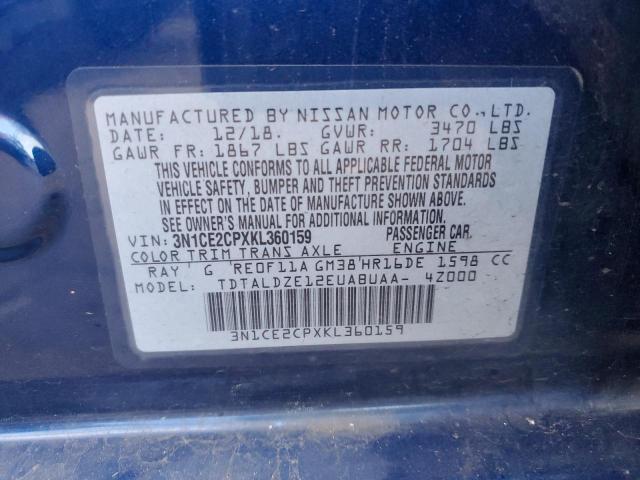 MANUFACTURED BY NISSAN MOTOR CO., LTD.
DATE: 12/18. GVWR: 3470 LBS
GAWR FR: 1867 LBS GAWR RR: 1704 LBS
THIS VEHICLE CONFORMS TO ALL APPLICABLE FEDERAL MOTOR
VEHICLE SAFETY, BUMPER AND THEFT PREVENTION STANDARDS
IN EFFECT ON THE DATE OF MANUFACTURE SHOWN ABOVE.
SEE OWNER'S MANUAL FOR ADDITIONAL INFORMATION.
VIN: 3N1CE2CPXKL360159 PASSENGER CAR.
COLOR TRIM TRANS AXLE ENGINE
RAY G RE0F11A GM38 HR16DE 1598 CC
MODEL: TDTALDZE12EUABUAA- 4Z000
3N1CE2CPXKL360159